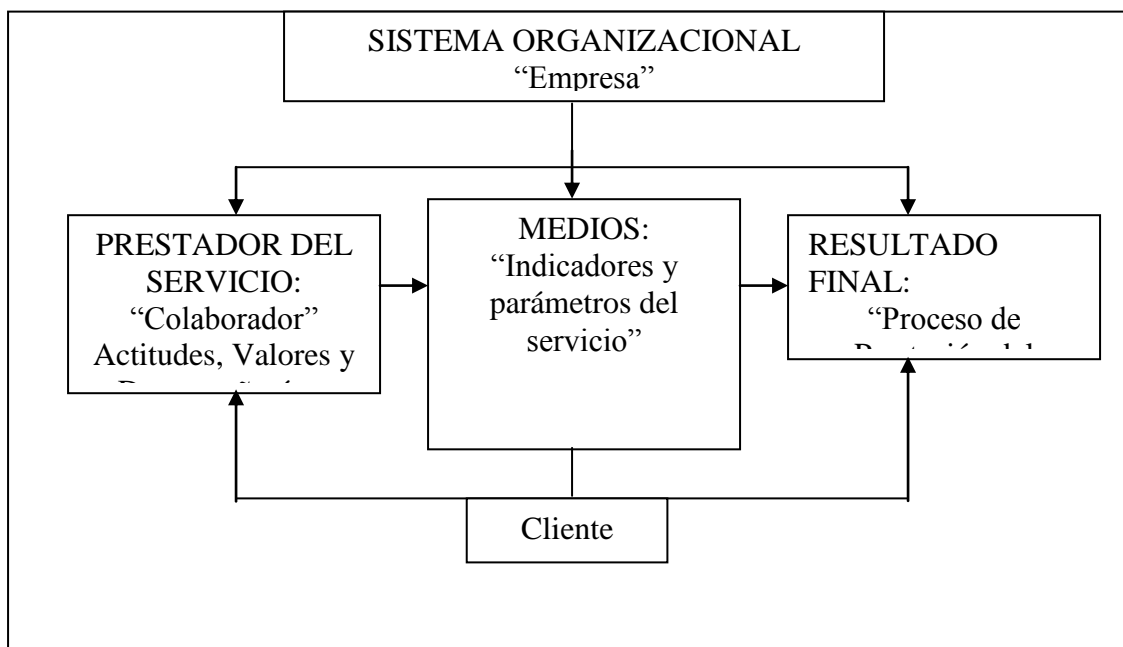 SISTEMA ORGANIZACIONAL
“Empresa”
PRESTADOR DEL
SERVICIO:
“Colaborador”
Actitudes, Valores y
MEDIOS:
“Indicadores y
parámetros del
servicio”
RESULTADO
FINAL:
“Proceso de
Cliente